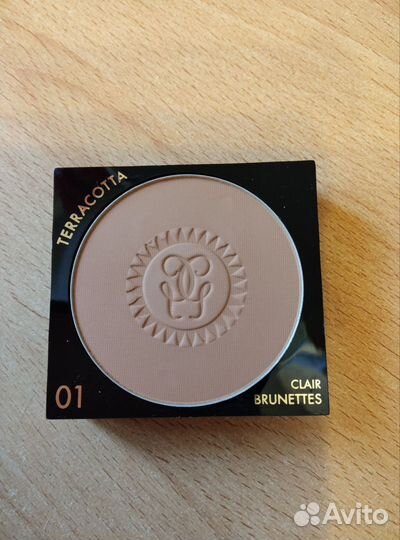 TERRACOTTA
01
CLAIR
BRUNETTES
Avito